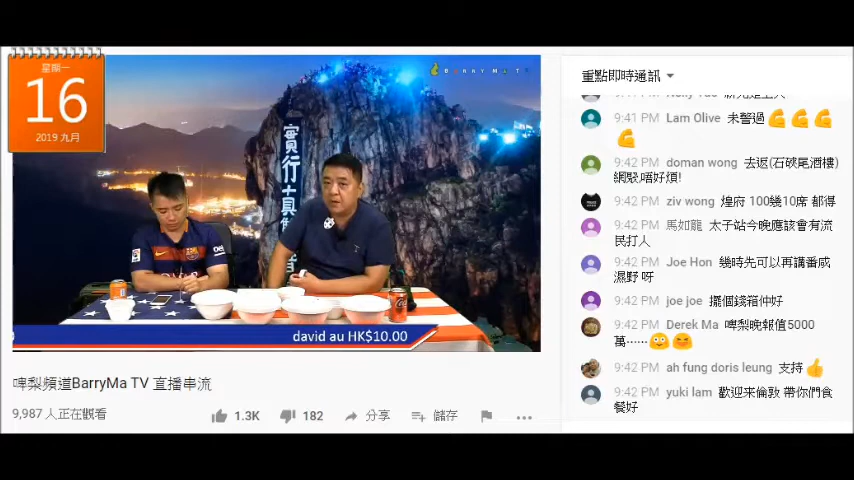 星期一
16
2019 九月
BARRY MA TV
實行十真
david au HK$10.00
啤梨頻道BarryMa TV 直播串流
9,987 人正在觀看
1.3K
182
分享
儲存
重點即時通訊
9:41 PM Lam Olive 未謦過💪💪💪
💪
9:42 PM doman wong 去返(石硤尾酒樓)
網駁.唔好煩!
9:42 PM ziv wong 煌府 100幾10席 都得
9:42 PM 馬如龍 太子站今晚應該會有流
民打人
9:42 PM Joe Hon 幾時先可以再講番咸
濕野 呀
9:42 PM joe joe 擺個錢箱仲好
9:42 PM Derek Ma 啤梨晚報值5000
萬⋯⋯
9:42 PM ah fung doris leung 支持👍
9:42 PM yuki lam 歡迎來倫敦 帶你們食
餐好